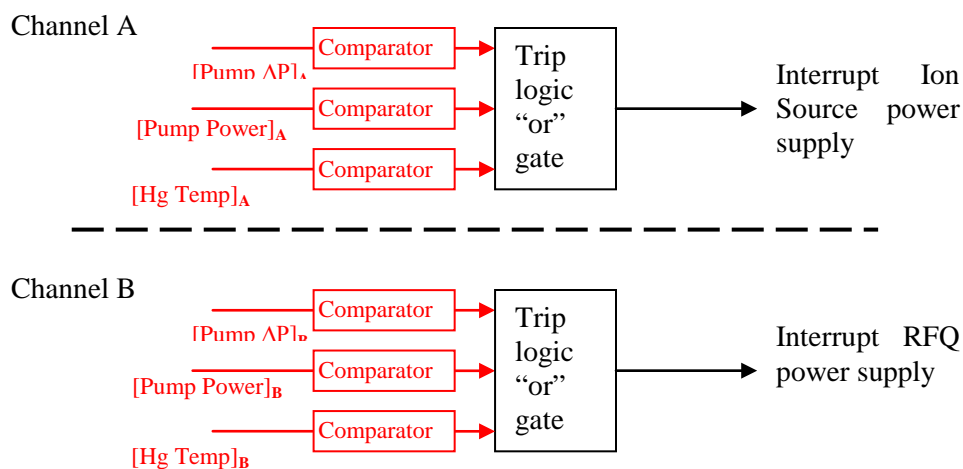 Channel A
Comparator
[Pump ΔP]A
Comparator
[Pump Power]A
Comparator
[Hg Temp]A
Trip
logic
“or”
gate
Interrupt Ion
Source power
supply
Channel B
Comparator
[Pump ΔP]B
Comparator
[Pump Power]B
Comparator
[Hg Temp]B
Trip
logic
“or”
gate
Interrupt RFQ
power supply